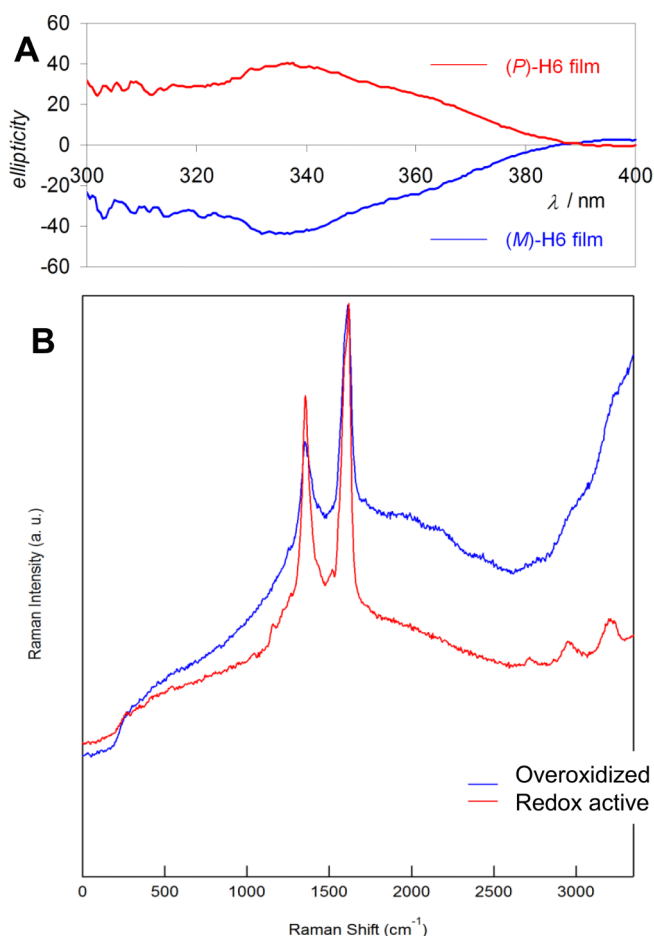 A
60
40
20
0
-20
-40
-60
ellipticity
300
320
340
360
380
400
λ / nm
(P)-H6 film
(M)-H6 film
B
Raman Intensity (a. u.)
Overoxidized
Redox active
0
500
1000
1500
2000
2500
3000
Raman Shift (cm⁻¹)